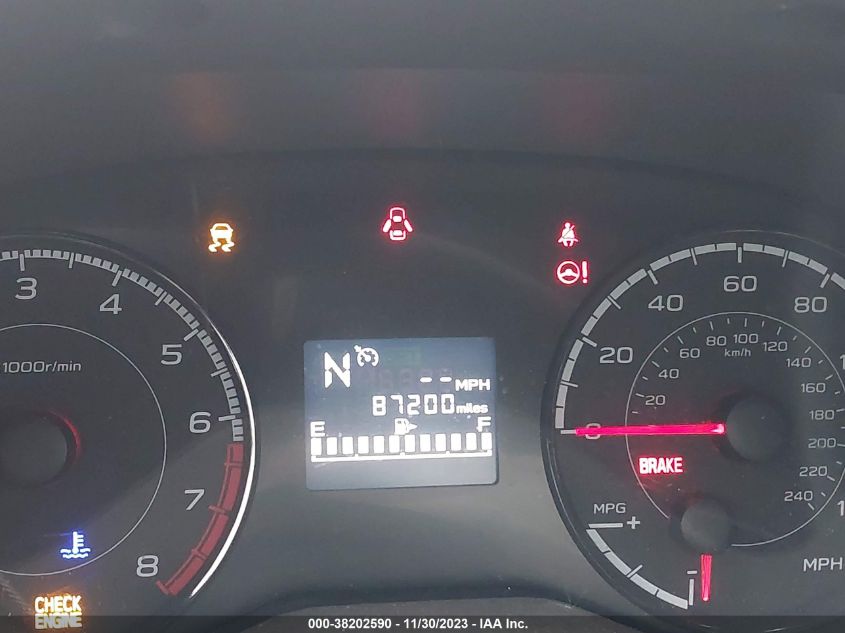 3 4 5 6 7 8
1000r/min
CHECK
ENGINE
N
-- MPH
87200 miles
E F
0 20 40 60 80
20 40 60 80 100 120 140 160 180 200 220 240
km/h
BRAKE
MPG
+
-
MPH
000-38202590 - 11/30/2023 - IAA Inc.